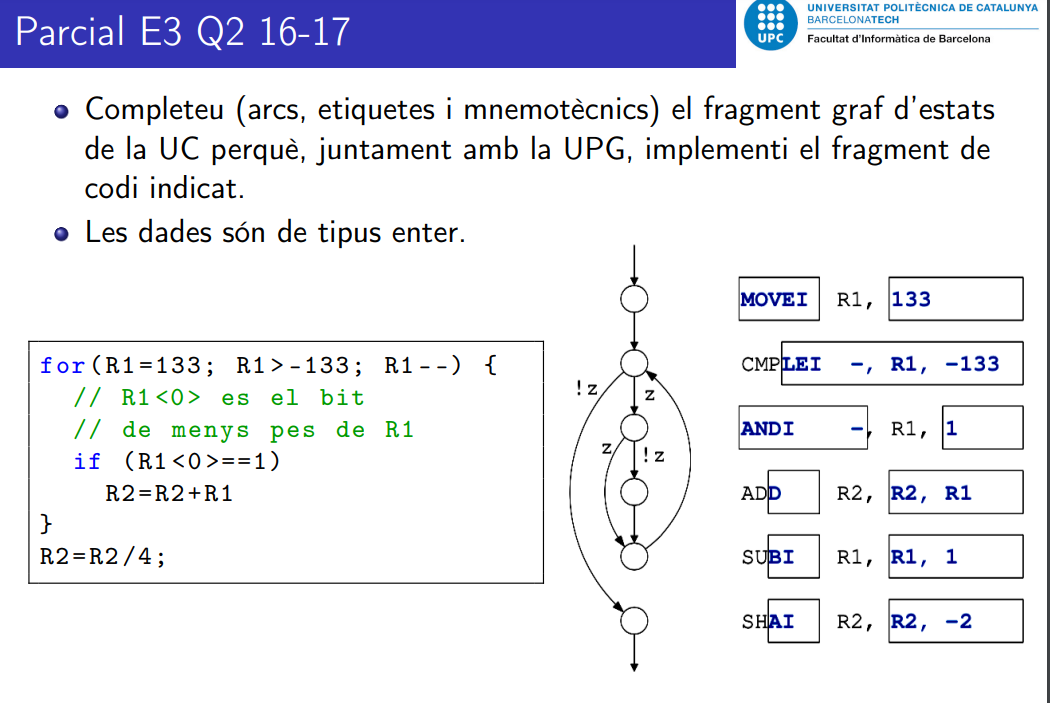 Parcial E3 Q2 16-17
UNIVERSITAT POLITÈCNICA DE CATALUNYA
BARCELONATECH
UPC
Facultat d'Informàtica de Barcelona
Completeu (arcs, etiquetes i mnemotècnics) el fragment graf d'estats
de la UC perquè, juntament amb la UPG, implementi el fragment de
codi indicat.
Les dades són de tipus enter.
for(R1=133; R1>-133; R1--) {
// R1<0> es el bit
// de menys pes de R1
if (R1<0>==1)
R2=R2+R1
}
R2=R2/4;
!z
z
z
!z
MOVEI R1, 133
CMPLEI -, R1, -133
ANDI -, R1, 1
ADD R2, R2, R1
SUBI R1, R1, 1
SHAI R2, R2, -2